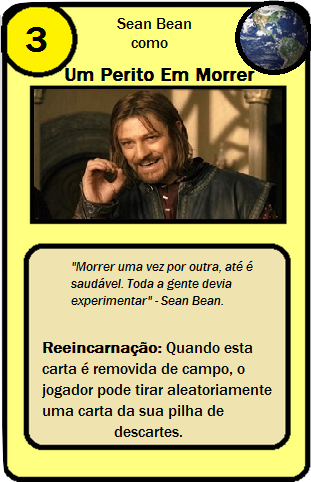 3
Sean Bean
como
Um Perito Em Morrer
"Morrer uma vez por outra, até é
saudável. Toda a gente devia
experimentar" - Sean Bean.
Reeincarnação: Quando esta
carta é removida de campo, o
jogador pode tirar aleatoriamente
uma carta da sua pilha de
descartes.